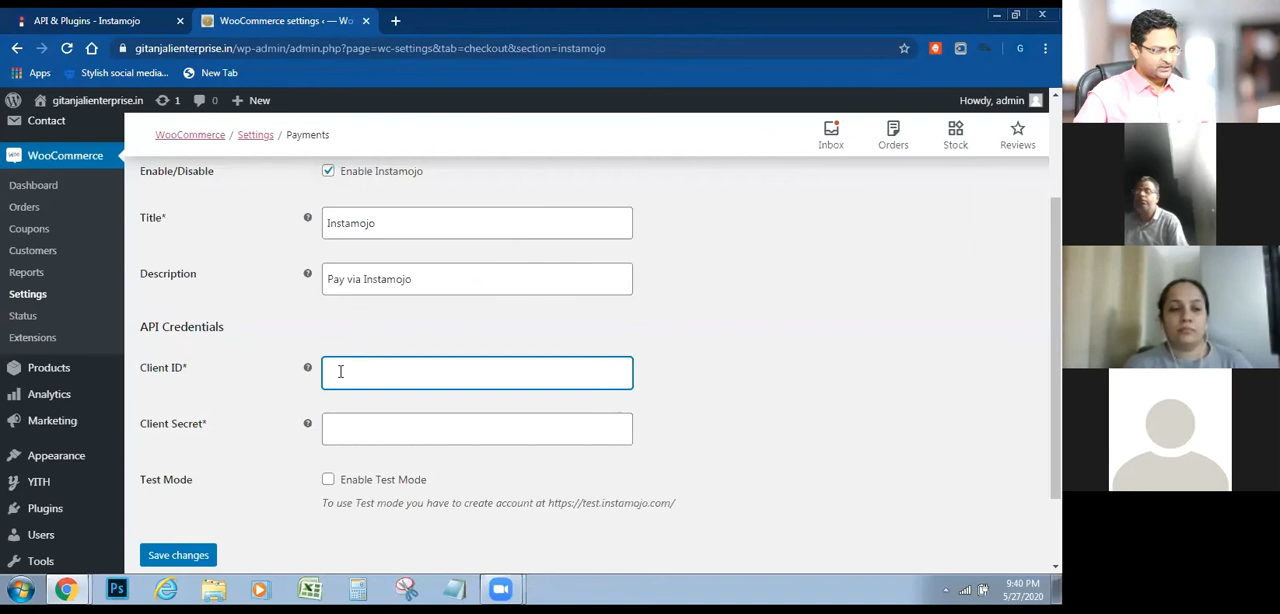 API & Plugins - Instamojo
WooCommerce settings ‹ — Wo
gitanjalienterprise.in/wp-admin/admin.php?page=wc-settings&tab=checkout&section=instamojo
G
Apps
Stylish social media...
New Tab
gitanjalienterprise.in
1
0
New
Howdy, admin
Contact
WooCommerce
Dashboard
Orders
Coupons
Customers
Reports
Settings
Status
Extensions
Products
Analytics
Marketing
Appearance
YITH
Plugins
Users
Tools
WooCommerce / Settings / Payments
Inbox
Orders
Stock
Reviews
Enable/Disable
Enable Instamojo
Title*
Instamojo
Description
Pay via Instamojo
API Credentials
Client ID*
Client Secret*
Test Mode
Enable Test Mode
To use Test mode you have to create account at https://test.instamojo.com/
Save changes
Ps
9:40 PM
5/27/2020